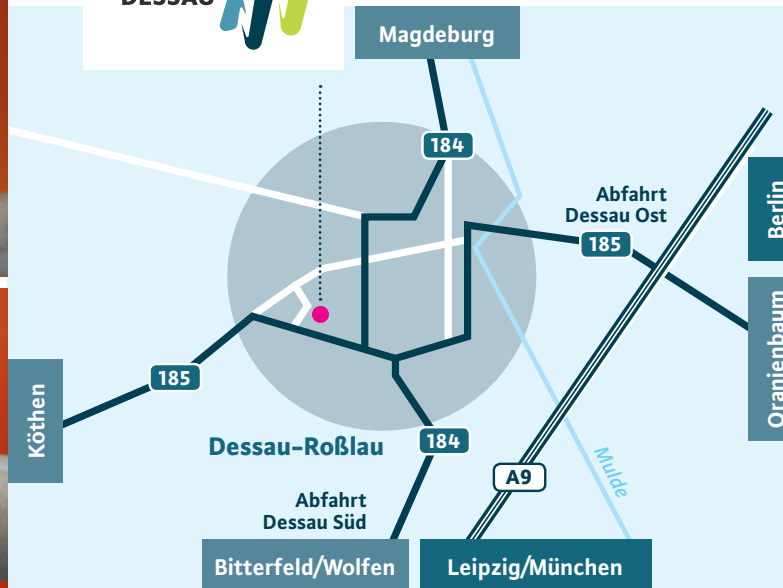 DESSAU
Magdeburg
184
Abfahrt
Dessau Ost
185
Berlin
Oranienbaum
185
Köthen
Dessau–Roßlau
184
A9
Mulde
Abfahrt
Dessau Süd
Bitterfeld/Wolfen
Leipzig/München